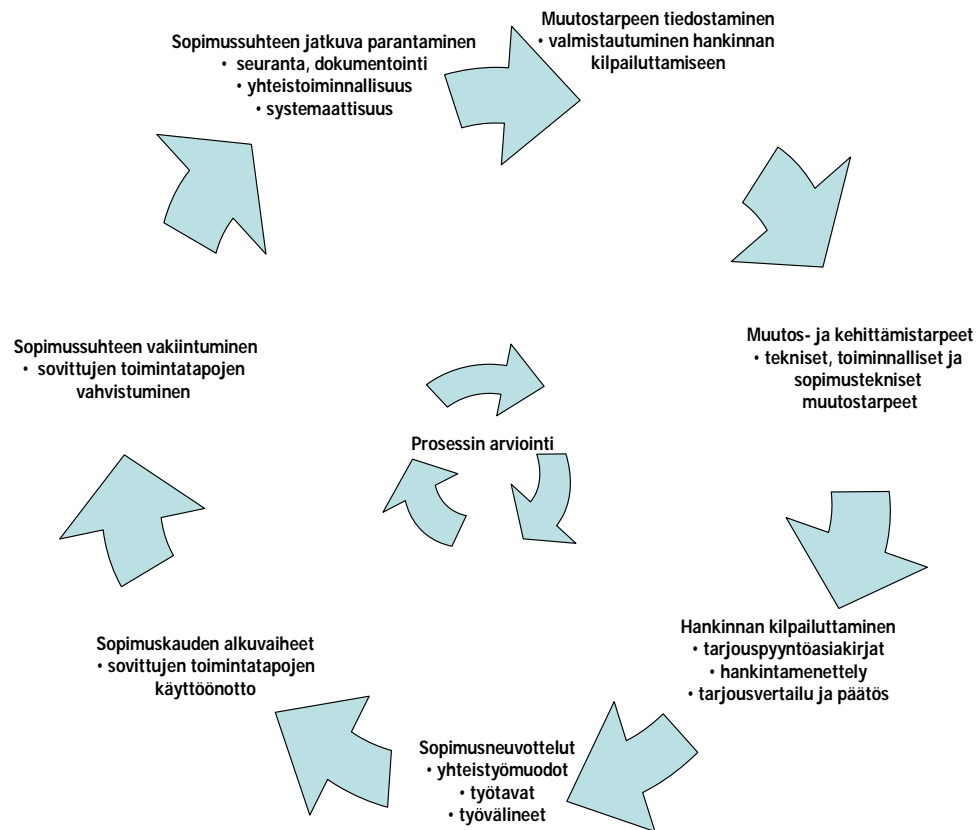 Muutostarpeen tiedostaminen
• valmistautuminen hankinnan
kilpailuttamiseen
Muutos- ja kehittämistarpeet
• tekniset, toiminnalliset ja
sopimustekniset
muutostarpeet
Hankinnan kilpailuttaminen
• tarjouspyyntöasiakirjat
• hankintamenettely
• tarjousvertailu ja päätös
Sopimusneuvottelut
• yhteistyömuodot
• työtavat
• työvälineet
Sopimuskauden alkuvaiheet
• sovittujen toimintatapojen
käyttöönotto
Sopimussuhteen vakiintuminen
• sovittujen toimintatapojen
vahvistuminen
Sopimussuhteen jatkuva parantaminen
• seuranta, dokumentointi
• yhteistoiminnallisuus
• systemaattisuus
Prosessin arviointi